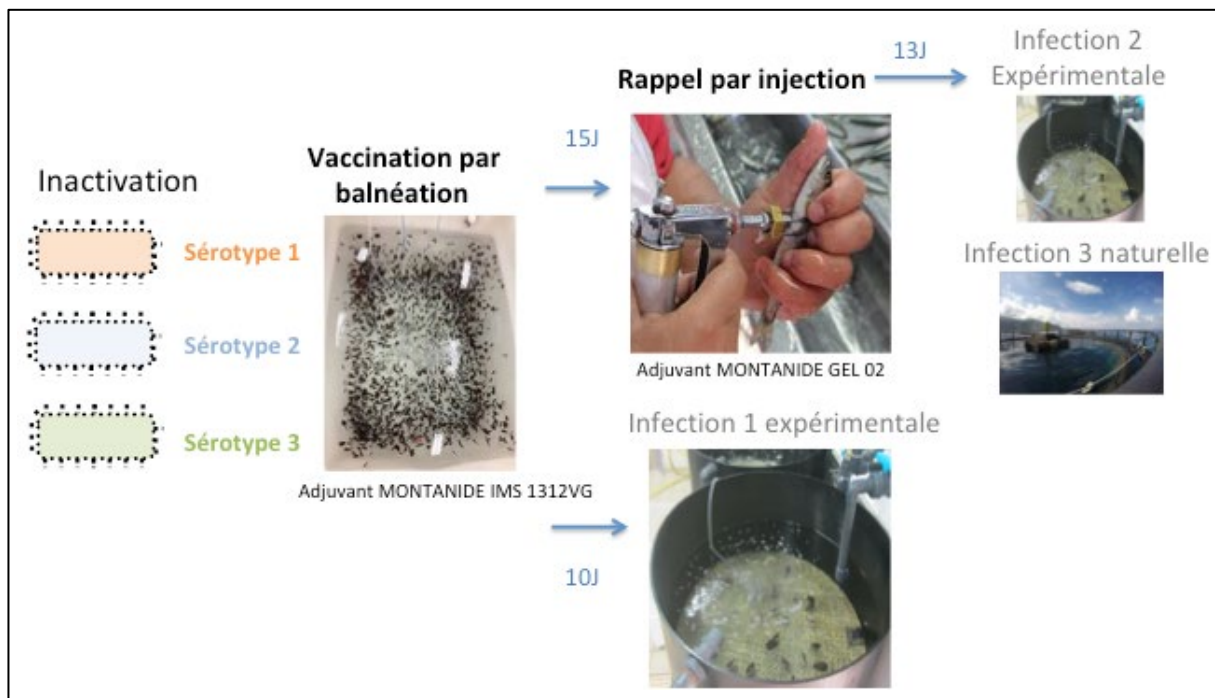 Inactivation
Sérotype 1
Sérotype 2
Sérotype 3
Vaccination par
balnéation
Adjuvant MONTANIDE IMS 1312VG
15J
Rappel par injection
Adjuvant MONTANIDE GEL 02
13J
Infection 2
Expérimentale
Infection 3 naturelle
10J
Infection 1 expérimentale